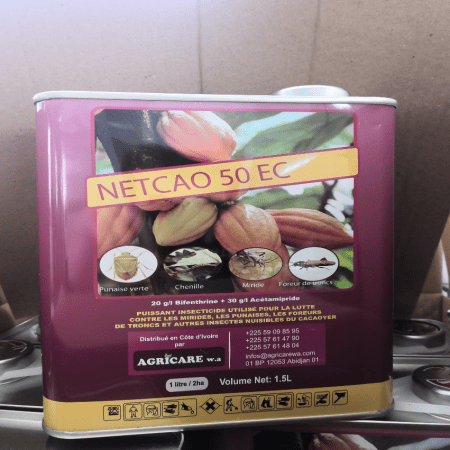 NETCAO 50 EC
Punaise verte
Chenille
Miride
Foreur de troncs
20 g/l Bifenthrine + 30 g/l Acétamipride
PUISSANT INSECTICIDE UTILISÉ POUR LA LUTTE
CONTRE LES MIRIDES, LES PUNAISES, LES FOREURS
DE TRONCS ET AUTRES INSECTES NUISIBLES DU CACAOYER
Distribué en Côte d'Ivoire
par
AGRICARE w.a
+225 59 09 85 95
+225 57 61 47 90
+225 57 61 48 04
info@agricarewa.com
01 BP 12053 Abidjan 01
1 litre / 2ha
Volume Net: 1.5L